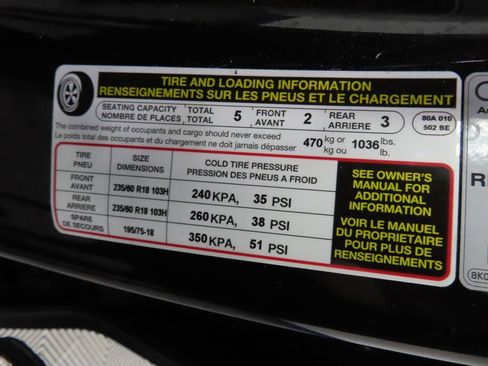 TIRE AND LOADING INFORMATION
RENSEIGNEMENTS SUR LES PNEUS ET LE CHARGEMENT
SEATING CAPACITY TOTAL 5 FRONT 2 REAR 3
NOMBRE DE PLACES TOTAL AVANT ARRIERE
80A 010
502 BE
The combined weight of occupants and cargo should never exceed 470 kg or 1036 lbs.
Le poids total des occupants et du chargement ne doit jamais dépasser kg ou lb.
TIRE
PNEU
SIZE
DIMENSIONS
COLD TIRE PRESSURE
PRESSION DES PNEUS A FROID
FRONT
AVANT
235/60 R18 103H
240 KPA, 35 PSI
REAR
ARRIERE
235/60 R18 103H
260 KPA, 38 PSI
SPARE
DE SECOURS
195/75-18
350 KPA, 51 PSI
SEE OWNER'S
MANUAL FOR
ADDITIONAL
INFORMATION
VOIR LE MANUEL
DU PROPRIETAIRE
POUR PLUS DE
RENSEIGNEMENTS